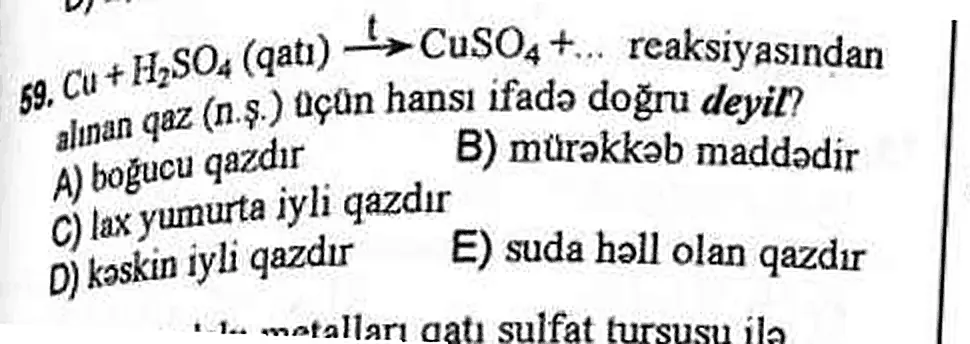 59. Cu + H₂SO₄ (qatı) —t→ CuSO₄ +... reaksiyasından
alınan qaz (n.ş.) üçün hansı ifadə doğru deyil?
A) boğucu qazdır B) mürəkkəb maddədir
C) lax yumurta iyli qazdır
D) kəskin iyli qazdır E) suda həll olan qazdır
metalları qatı sulfat turşusu ilə